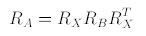 $R_A = R_X R_B R_X^T$